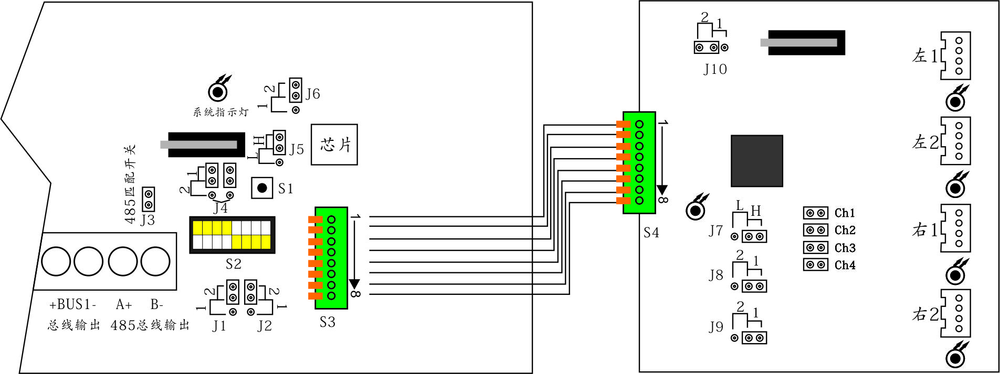 2
1
J10
左1
2
1
J6
系统指示灯
H
L
J5
芯片
1
2
J4
S1
485匹配开关
J3
S2
S3
1
8
+BUS1-
A+
B-
总线输出
485总线输出
2
1
J1
2
1
J2
1
8
S4
左2
L
H
J7
Ch1
Ch2
Ch3
Ch4
右1
2
1
J8
2
1
J9
右2